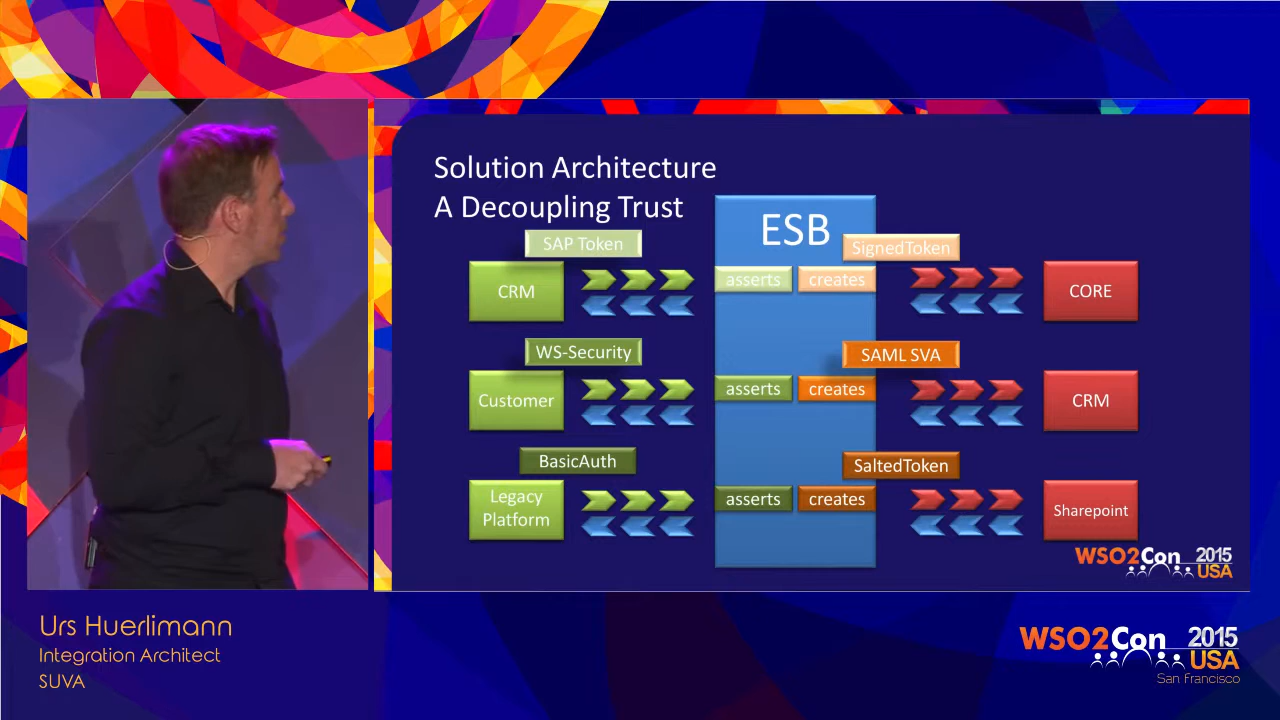 Solution Architecture
A Decoupling Trust
ESB
SAP Token
SignedToken
CRM
asserts
creates
CORE
WS-Security
SAML SVA
Customer
asserts
creates
CRM
BasicAuth
SaltedToken
Legacy
Platform
asserts
creates
Sharepoint
WSO2Con 2015
USA
Urs Huerlimann
Integration Architect
SUVA
WSO2Con 2015
USA
San Francisco